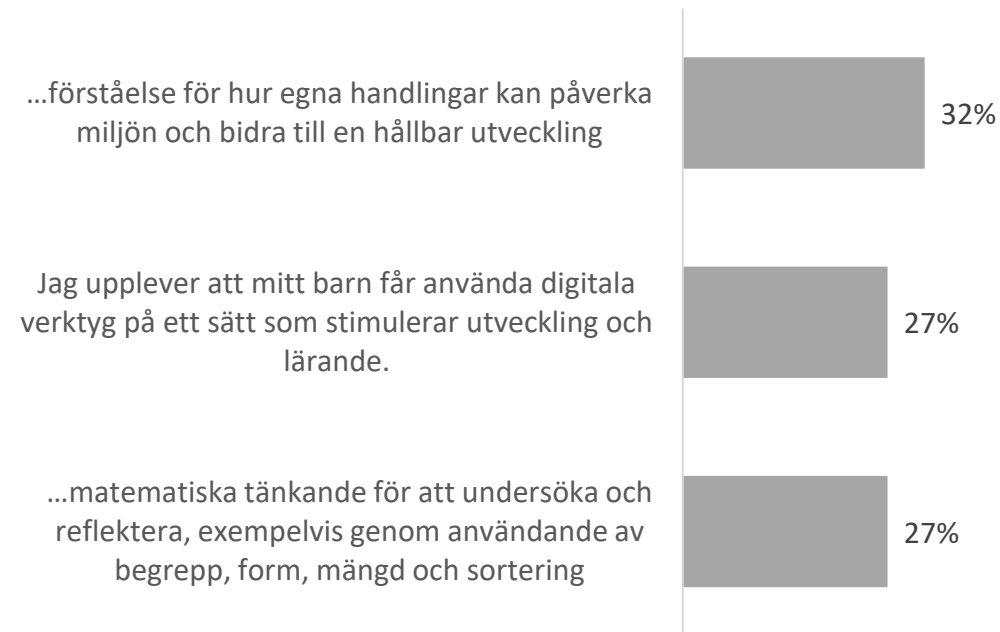 …förståelse för hur egna handlingar kan påverka
miljön och bidra till en hållbar utveckling
32%
Jag upplever att mitt barn får använda digitala
verktyg på ett sätt som stimulerar utveckling och
lärande.
27%
…matematiska tänkande för att undersöka och
reflektera, exempelvis genom användande av
begrepp, form, mängd och sortering
27%